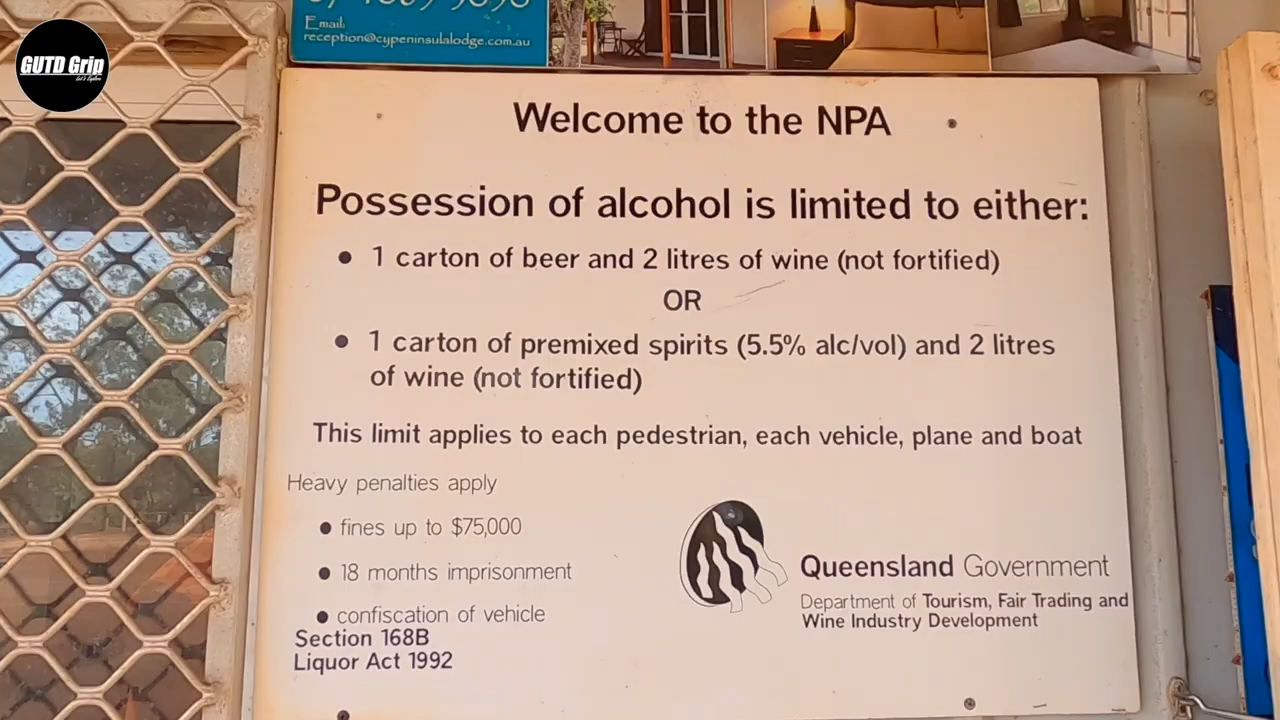 GUTD Grip
Let's Explore
Email:
reception@cypeninsulalodge.com.au
Welcome to the NPA
Possession of alcohol is limited to either:
• 1 carton of beer and 2 litres of wine (not fortified)
OR
• 1 carton of premixed spirits (5.5% alc/vol) and 2 litres
of wine (not fortified)
This limit applies to each pedestrian, each vehicle, plane and boat
Heavy penalties apply
• fines up to $75,000
• 18 months imprisonment
• confiscation of vehicle
Section 168B
Liquor Act 1992
Queensland Government
Department of Tourism, Fair Trading and
Wine Industry Development